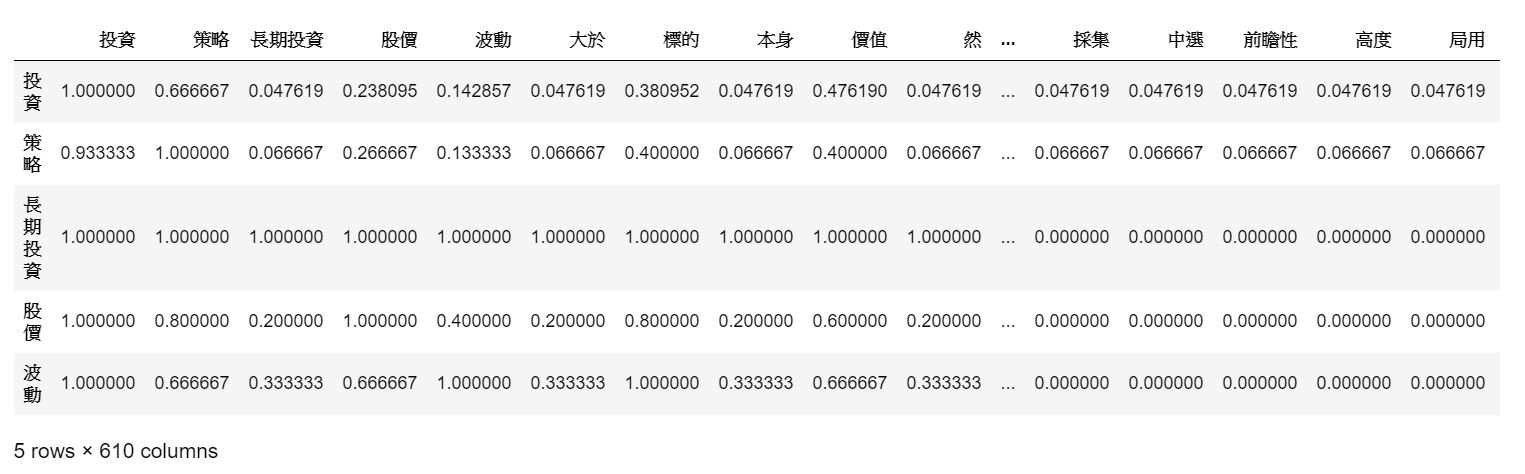 投資 策略 長期投資 股價 波動 大於 標的 本身 價值 然 ... 採集 中選 前瞻性 高度 局用
投資 1.000000 0.666667 0.047619 0.238095 0.142857 0.047619 0.380952 0.047619 0.476190 0.047619 ... 0.047619 0.047619 0.047619 0.047619 0.047619
策略 0.933333 1.000000 0.066667 0.266667 0.133333 0.066667 0.400000 0.066667 0.400000 0.066667 ... 0.066667 0.066667 0.066667 0.066667 0.066667
長期投資 1.000000 1.000000 1.000000 1.000000 1.000000 1.000000 1.000000 1.000000 1.000000 1.000000 ... 0.000000 0.000000 0.000000 0.000000 0.000000
股價 1.000000 0.800000 0.200000 1.000000 0.400000 0.200000 0.800000 0.200000 0.600000 0.200000 ... 0.000000 0.000000 0.000000 0.000000 0.000000
波動 1.000000 0.666667 0.333333 0.666667 1.000000 0.333333 1.000000 0.333333 0.666667 0.333333 ... 0.000000 0.000000 0.000000 0.000000 0.000000
5 rows × 610 columns